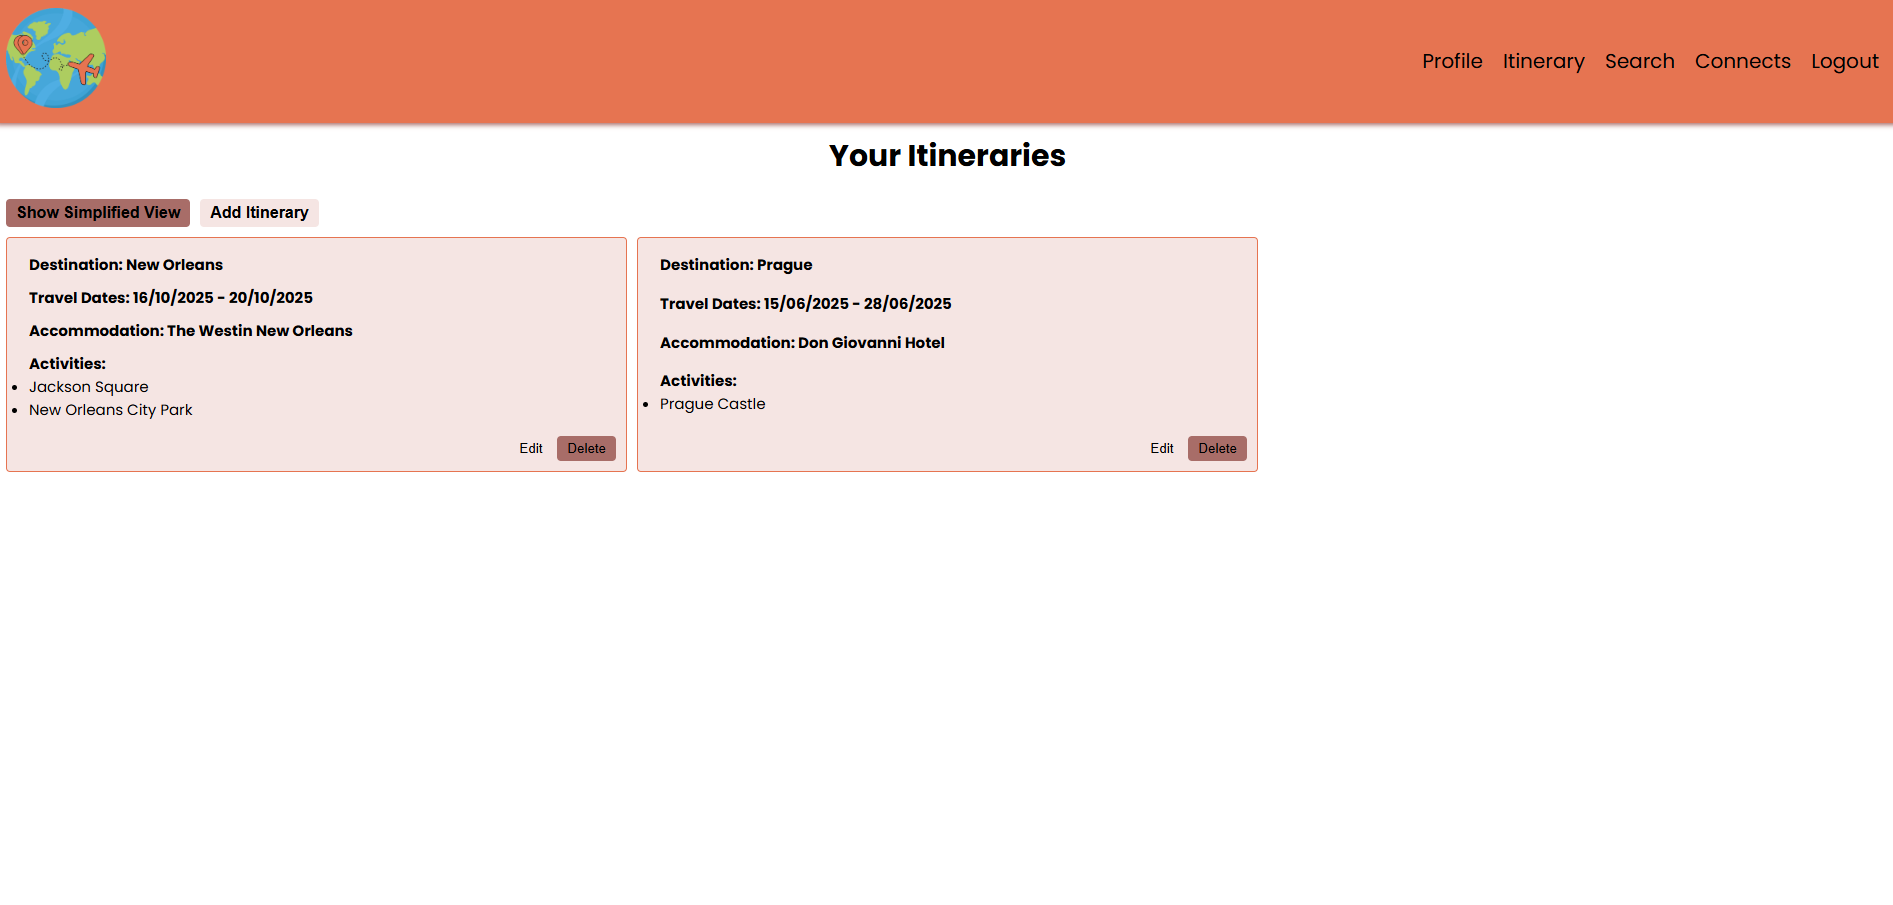 Profile Itinerary Search Connects Logout
Your Itineraries
Show Simplified View Add Itinerary
Destination: New Orleans
Travel Dates: 16/10/2025 - 20/10/2025
Accommodation: The Westin New Orleans
Activities:
Jackson Square
New Orleans City Park
Edit Delete
Destination: Prague
Travel Dates: 15/06/2025 - 28/06/2025
Accommodation: Don Giovanni Hotel
Activities:
Prague Castle
Edit Delete